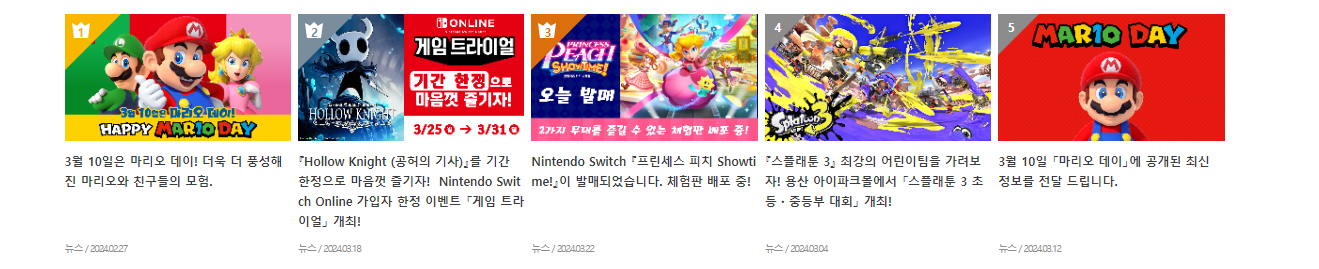 1
3월 10일은 마리오 데이!
HAPPY MAR10 DAY
3월 10일은 마리오 데이! 더욱 더 풍성해
진 마리오와 친구들의 모험.
뉴스 / 2024.02.27
2
HOLLOW KNIGHT
ONLINE
게임 트라이얼
기간 한정으로
마음껏 즐기자!
3/25 월 → 3/31 일
『Hollow Knight (공허의 기사)』를 기간
한정으로 마음껏 즐기자! Nintendo Swit
ch Online 가입자 한정 이벤트 「게임 트라
이얼」 개최!
뉴스 / 2024.03.18
3
PRINCESS
PEACH
SHOWTIME!
오늘 발매
2가지 무대를 즐길 수 있는 체험판 배포 중!
Nintendo Switch 『프린세스 피치 Showti
me!』이 발매되었습니다. 체험판 배포 중!
뉴스 / 2024.03.22
4
Splatoon 3
『스플래툰 3』 최강의 어린이팀을 가려보
자! 용산 아이파크몰에서 「스플래툰 3 초
등・중등부 대회」 개최!
뉴스 / 2024.03.04
5
MAR10 DAY
3월 10일 「마리오 데이」에 공개된 최신
정보를 전달 드립니다.
뉴스 / 2024.03.12